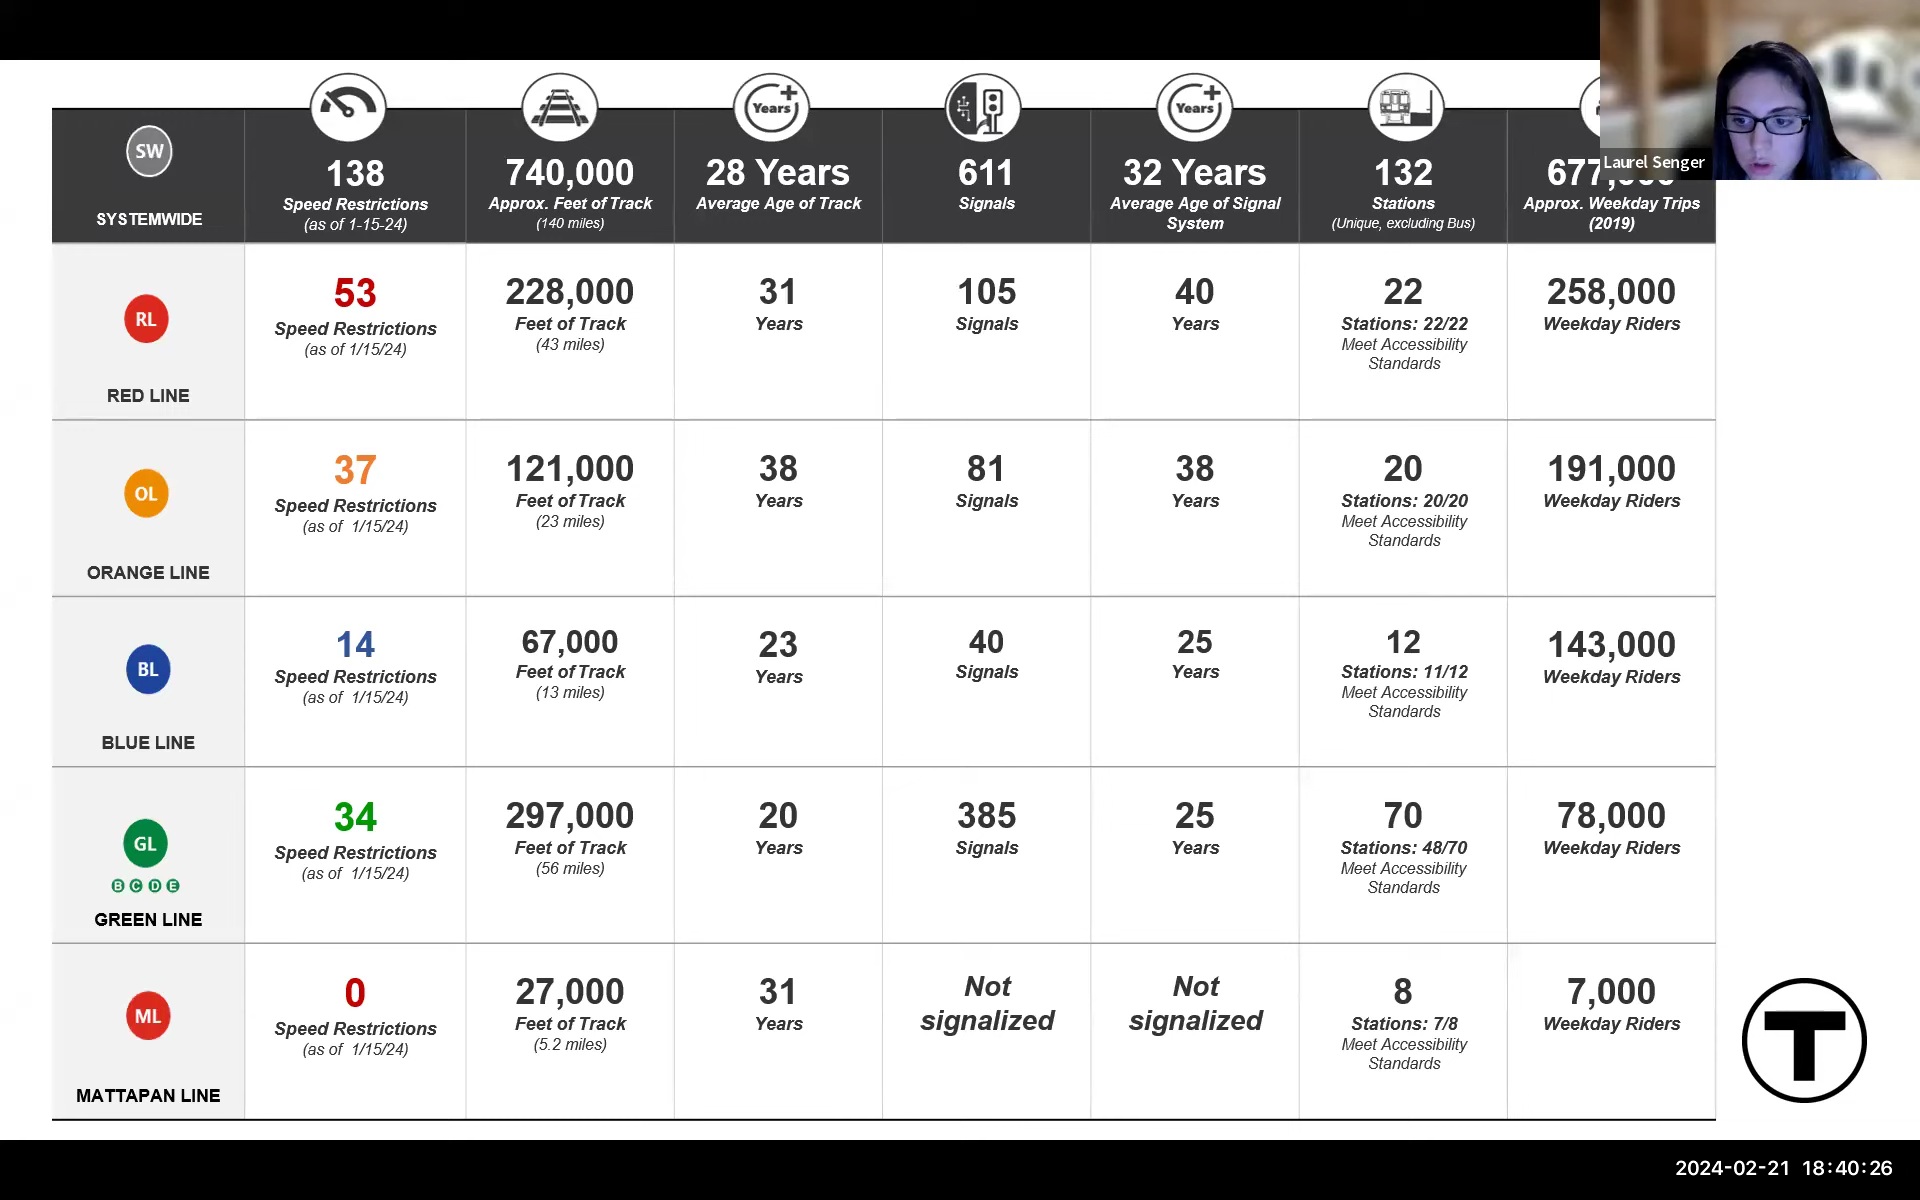 SW
SYSTEMWIDE
138
Speed Restrictions
(as of 1-15-24)
740,000
Approx. Feet of Track
(140 miles)
Years
28 Years
Average Age of Track
611
Signals
Years
32 Years
Average Age of Signal
System
132
Stations
(Unique, excluding Bus)
Approx. Weekday Trips
(2019)
Laurel Senger
RL
RED LINE
53
Speed Restrictions
(as of 1/15/24)
228,000
Feet of Track
(43 miles)
31
Years
105
Signals
40
Years
22
Stations: 22/22
Meet Accessibility
Standards
258,000
Weekday Riders
OL
ORANGE LINE
37
Speed Restrictions
(as of 1/15/24)
121,000
Feet of Track
(23 miles)
38
Years
81
Signals
38
Years
20
Stations: 20/20
Meet Accessibility
Standards
191,000
Weekday Riders
BL
BLUE LINE
14
Speed Restrictions
(as of 1/15/24)
67,000
Feet of Track
(13 miles)
23
Years
40
Signals
25
Years
12
Stations: 11/12
Meet Accessibility
Standards
143,000
Weekday Riders
GL
B C D E
GREEN LINE
34
Speed Restrictions
(as of 1/15/24)
297,000
Feet of Track
(56 miles)
20
Years
385
Signals
25
Years
70
Stations: 48/70
Meet Accessibility
Standards
78,000
Weekday Riders
ML
MATTAPAN LINE
0
Speed Restrictions
(as of 1/15/24)
27,000
Feet of Track
(5.2 miles)
31
Years
Not
signalized
Not
signalized
8
Stations: 7/8
Meet Accessibility
Standards
7,000
Weekday Riders
T
2024-02-21 18:40:26